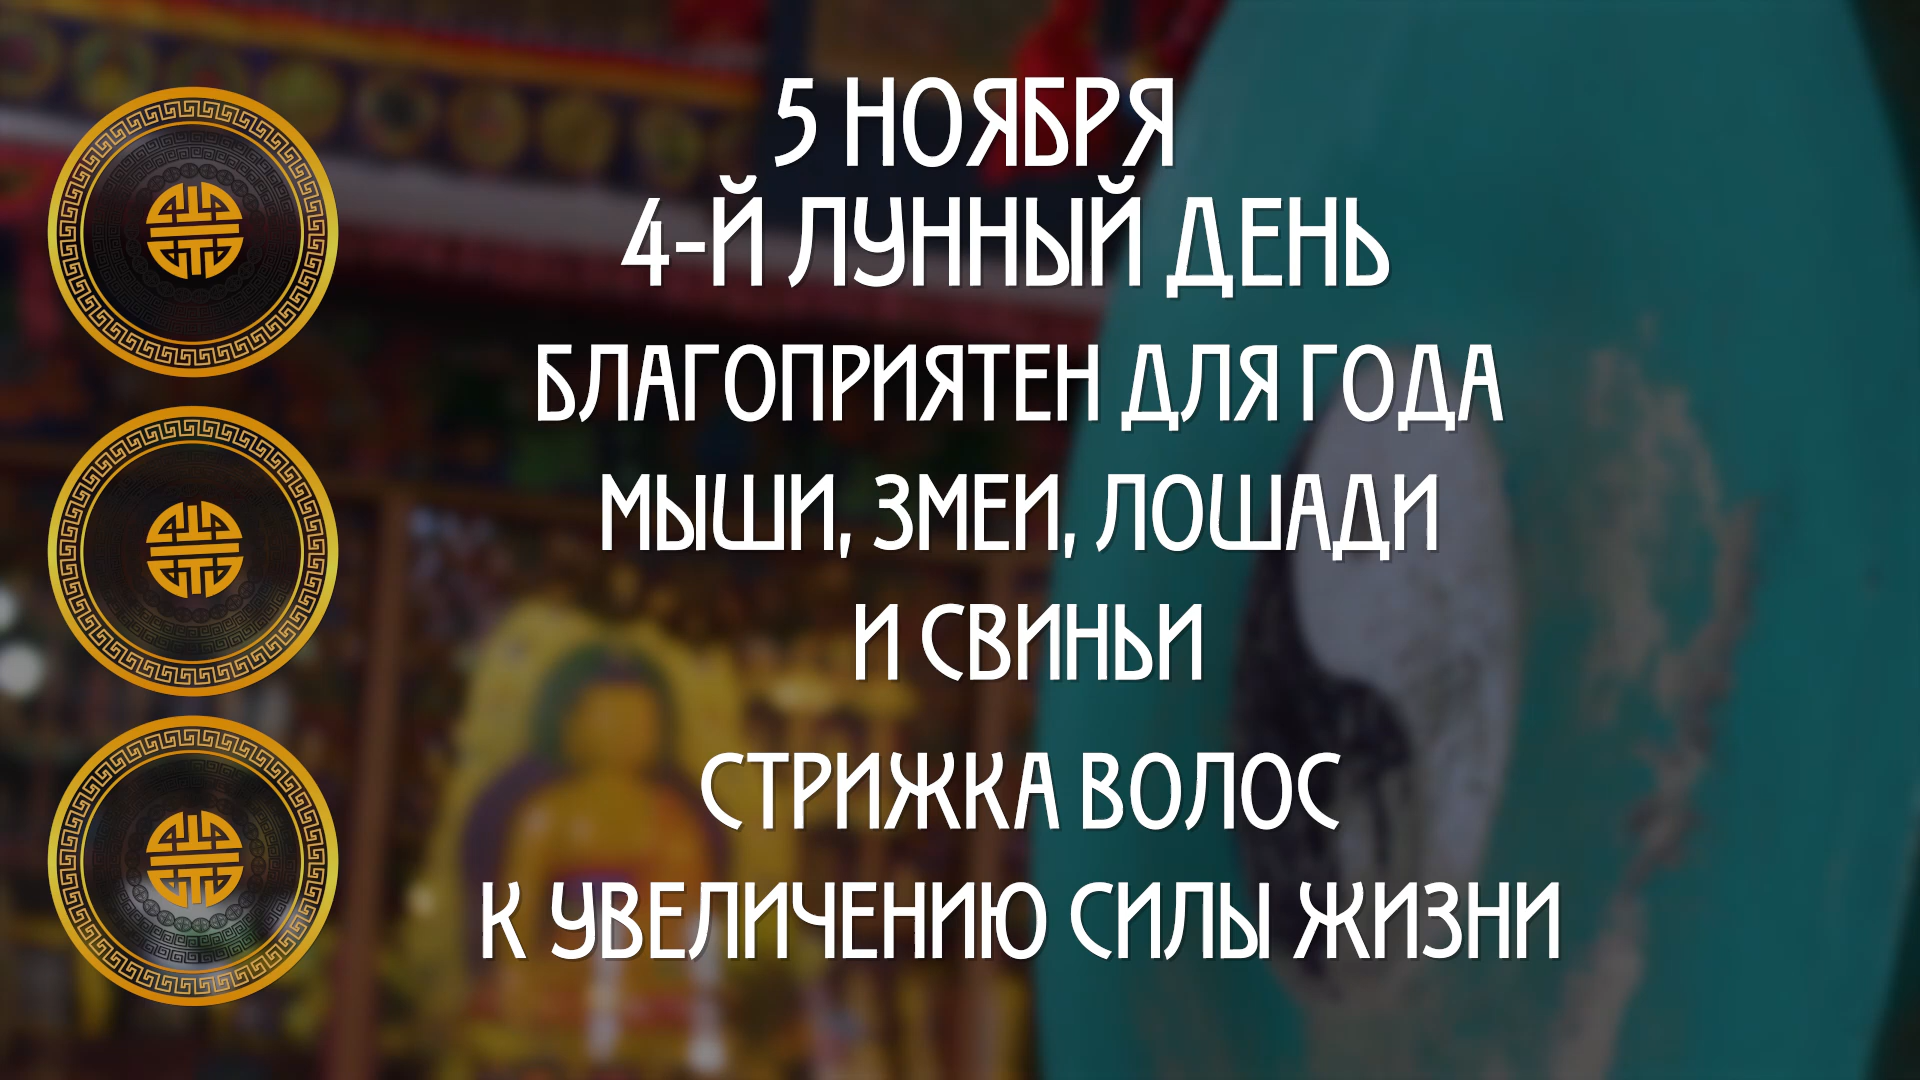 5 НОЯБРЯ
4-Й ЛУННЫЙ ДЕНЬ
БЛАГОПРИЯТЕН ДЛЯ ГОДА
МЫШИ, ЗМЕИ, ЛОШАДИ
И СВИНЬИ
СТРИЖКА ВОЛОС
К УВЕЛИЧЕНИЮ СИЛЫ ЖИЗНИ